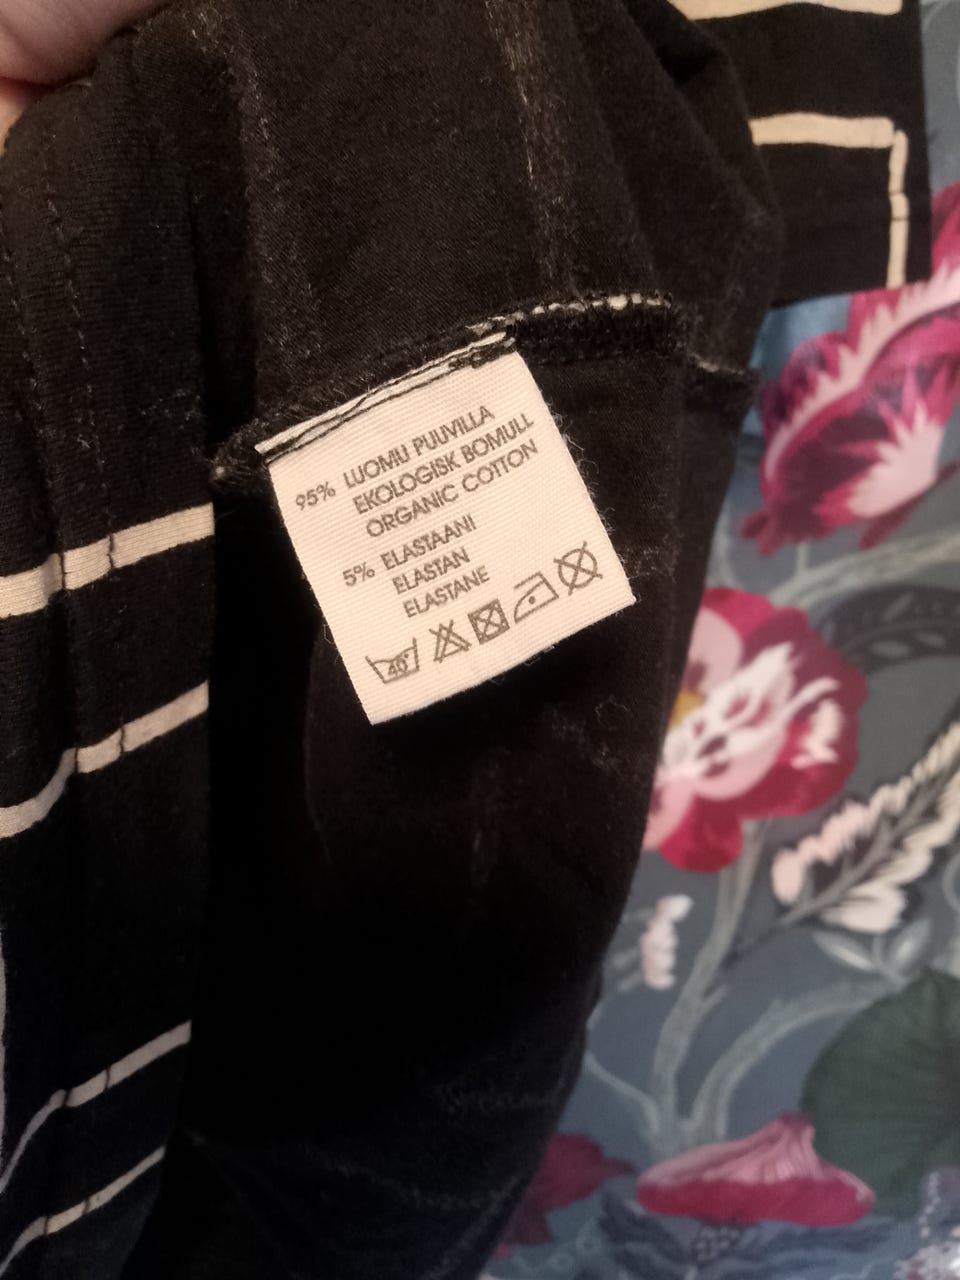 95% LUOMU PUUVILLA
EKOLOGISK BOMULL
ORGANIC COTTON
5% ELASTAANI
ELASTAN
ELASTANE
40°